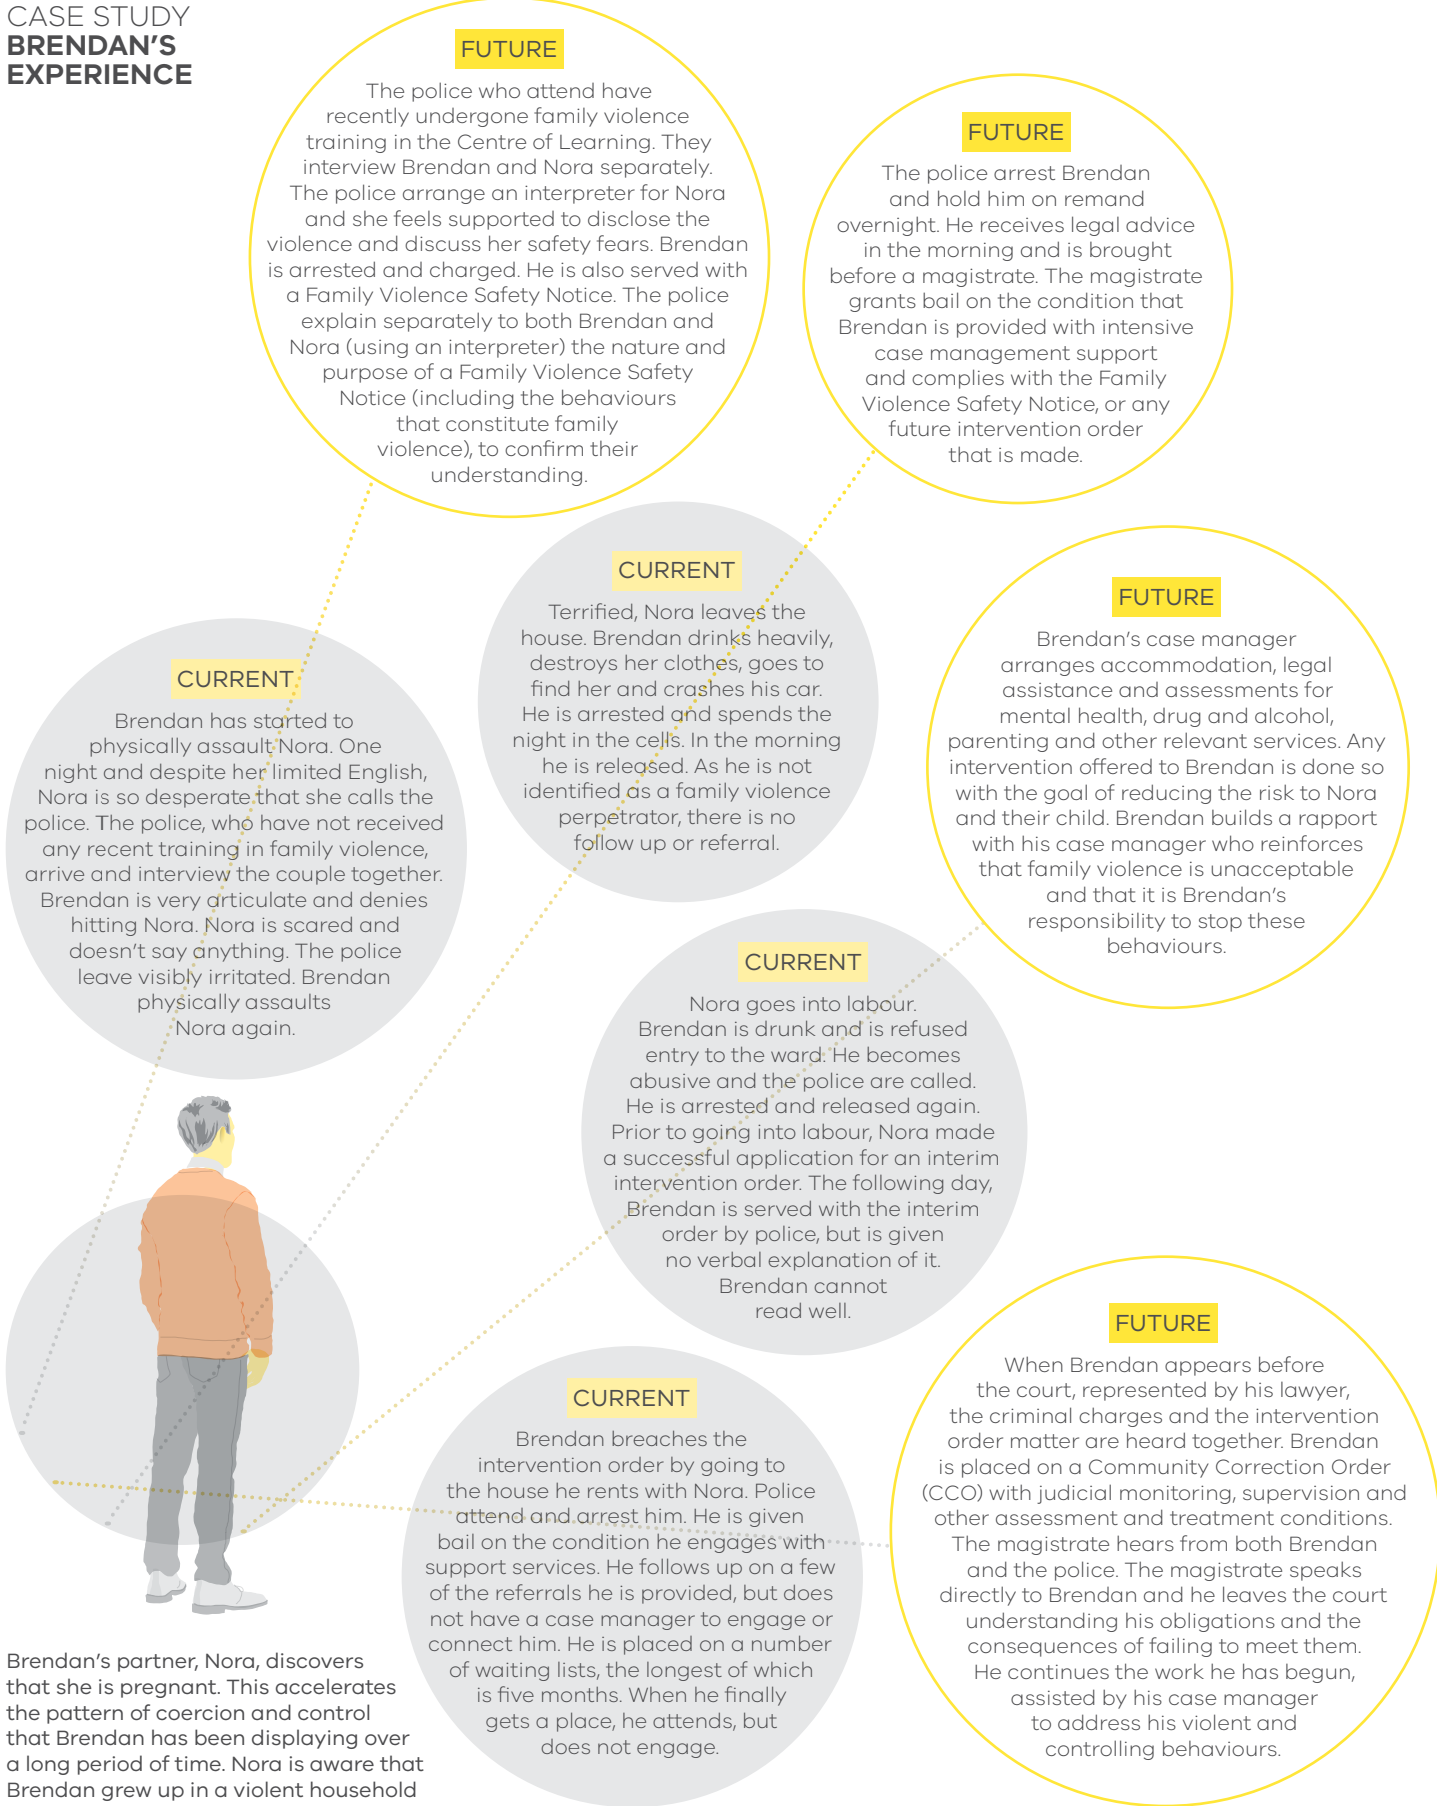 CASE STUDY
BRENDAN'S
EXPERIENCE
FUTURE
The police who attend have
recently undergone family violence
training in the Centre of Learning. They
interview Brendan and Nora separately.
The police arrange an interpreter for Nora
and she feels supported to disclose the
violence and discuss her safety fears. Brendan
is arrested and charged. He is also served with
a Family Violence Safety Notice. The police
explain separately to both Brendan and
Nora (using an interpreter) the nature and
purpose of a Family Violence Safety
Notice (including the behaviours
that constitute family
violence), to confirm their
understanding.
FUTURE
The police arrest Brendan
and hold him on remand
overnight. He receives legal advice
in the morning and is brought
before a magistrate. The magistrate
grants bail on the condition that
Brendan is provided with intensive
case management support
and complies with the Family
Violence Safety Notice, or any
future intervention order
that is made.
CURRENT
Terrified, Nora leaves the
house. Brendan drinks heavily,
destroys her clothes, goes to
find her and crashes his car.
He is arrested and spends the
night in the cells. In the morning
he is released. As he is not
identified as a family violence
perpetrator, there is no
follow up or referral.
FUTURE
Brendan's case manager
arranges accommodation, legal
assistance and assessments for
mental health, drug and alcohol,
parenting and other relevant services. Any
intervention offered to Brendan is done so
with the goal of reducing the risk to Nora
and their child. Brendan builds a rapport
with his case manager who reinforces
that family violence is unacceptable
and that it is Brendan's
responsibility to stop these
behaviours.
CURRENT
Brendan has started to
physically assault Nora. One
night and despite her limited English,
Nora is so desperate that she calls the
police. The police, who have not received
any recent training in family violence,
arrive and interview the couple together.
Brendan is very articulate and denies
hitting Nora. Nora is scared and
doesn't say anything. The police
leave visibly irritated. Brendan
physically assaults
Nora again.
CURRENT
Nora goes into labour.
Brendan is drunk and is refused
entry to the ward. He becomes
abusive and the police are called.
He is arrested and released again.
Prior to going into labour, Nora made
a successful application for an interim
intervention order. The following day,
Brendan is served with the interim
order by police, but is given
no verbal explanation of it.
Brendan cannot
read well.
FUTURE
When Brendan appears before
the court, represented by his lawyer,
the criminal charges and the intervention
order matter are heard together. Brendan
is placed on a Community Correction Order
(CCO) with judicial monitoring, supervision and
other assessment and treatment conditions.
The magistrate hears from both Brendan
and the police. The magistrate speaks
directly to Brendan and he leaves the court
understanding his obligations and the
consequences of failing to meet them.
He continues the work he has begun,
assisted by his case manager
to address his violent and
controlling behaviours.
CURRENT
Brendan breaches the
intervention order by going to
the house he rents with Nora. Police
attend and arrest him. He is given
bail on the condition he engages with
support services. He follows up on a few
of the referrals he is provided, but does
not have a case manager to engage or
connect him. He is placed on a number
of waiting lists, the longest of which
is five months. When he finally
gets a place, he attends, but
does not engage.
Brendan's partner, Nora, discovers
that she is pregnant. This accelerates
the pattern of coercion and control
that Brendan has been displaying over
a long period of time. Nora is aware that
Brendan grew up in a violent household